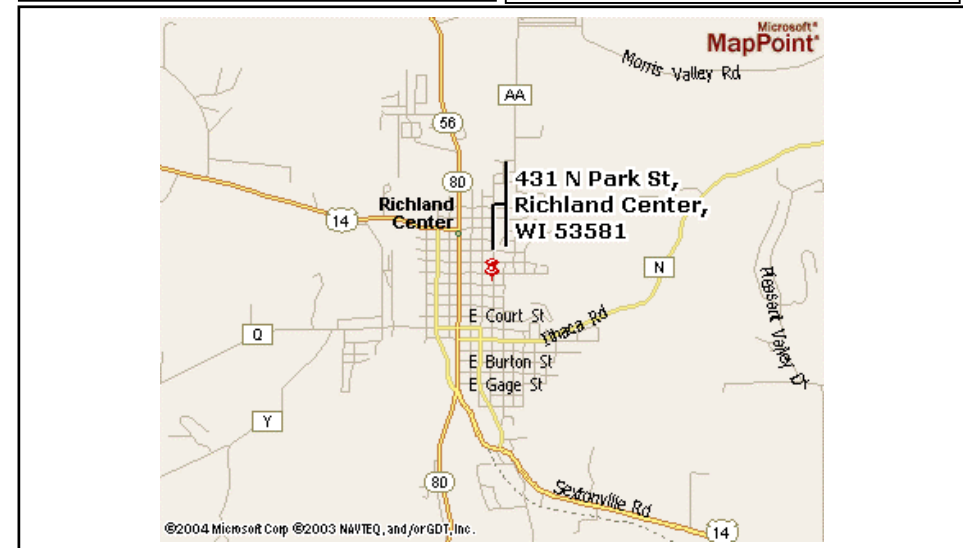 Microsoft®
MapPoint®
Morris Valley Rd
AA
56
80
431 N Park St,
Richland Center,
WI 53581
Richland
Center
14
N
Pleasant Valley Dr
E Court St
Ithaca Rd
Q
E Burton St
E Gage St
Y
80
Sextonville Rd
14
©2004 Microsoft Corp ©2003 NAVTEQ, and/or GDT, Inc.